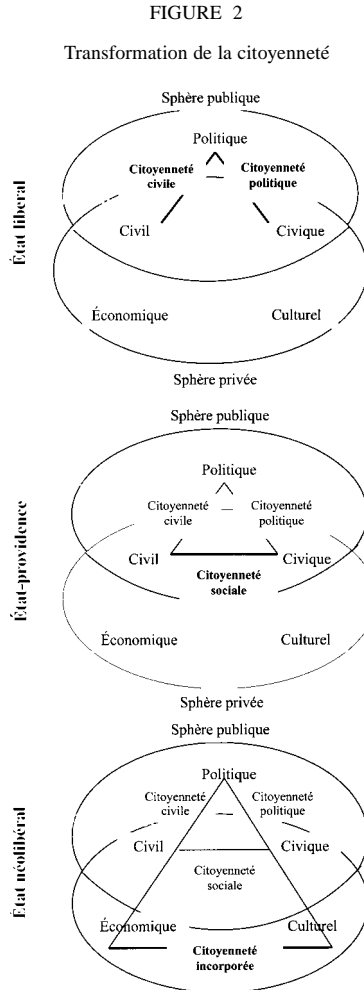 FIGURE 2
Transformation de la citoyenneté
Sphère publique
Politique
Citoyenneté
civile
Citoyenneté
politique
État libéral
Civil
Civique
Économique
Culturel
Sphère privée
Sphère publique
Politique
Citoyenneté
civile
Citoyenneté
politique
État-providence
Civil
Civique
Citoyenneté
sociale
Économique
Culturel
Sphère privée
Sphère publique
Politique
Citoyenneté
civile
Citoyenneté
politique
État néolibéral
Civil
Civique
Citoyenneté
sociale
Économique
Culturel
Citoyenneté
incorporée